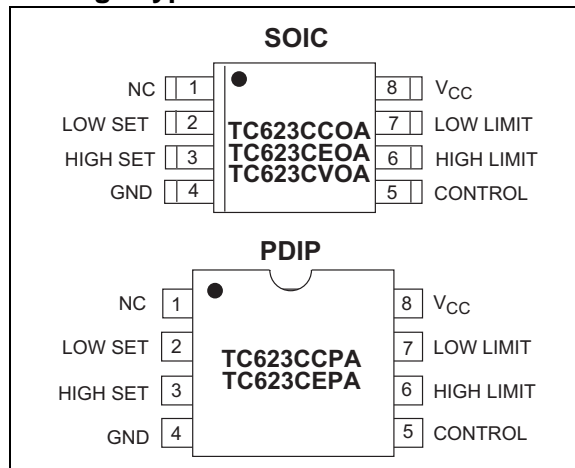 SOIC
NC 1 8 VCC
LOW SET 2 TC623CCOA 7 LOW LIMIT
HIGH SET 3 TC623CEOA 6 HIGH LIMIT
TC623CVOA
GND 4 5 CONTROL
PDIP
NC 1 8 VCC
LOW SET 2 TC623CCPA 7 LOW LIMIT
HIGH SET 3 TC623CEPA 6 HIGH LIMIT
GND 4 5 CONTROL